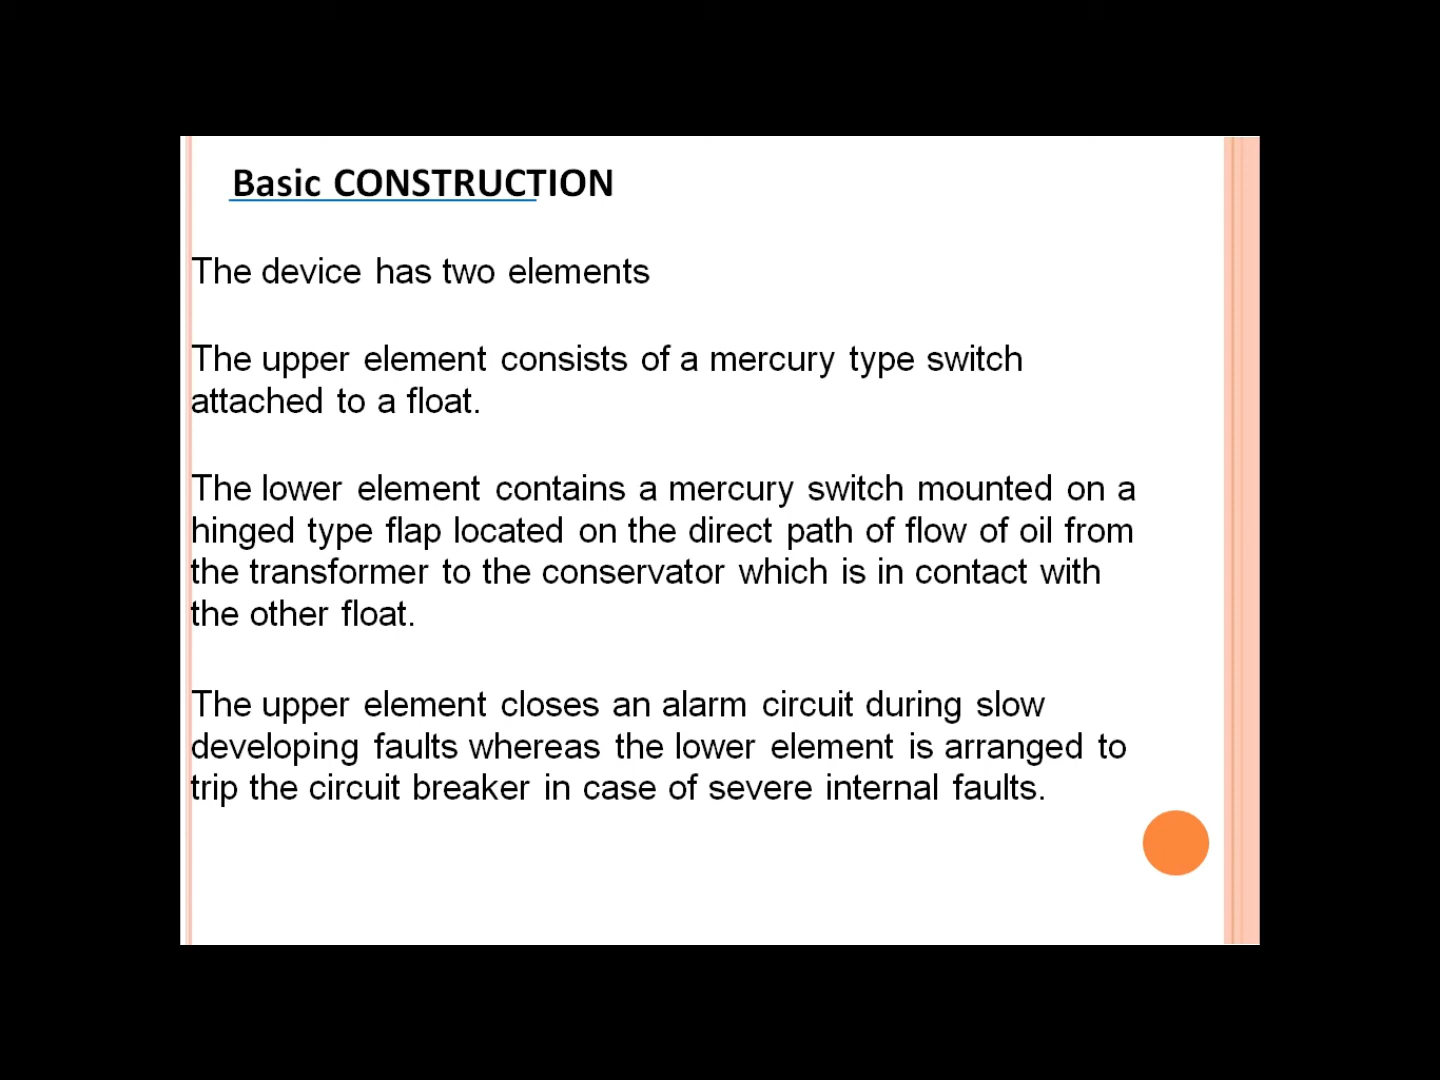 Basic CONSTRUCTION
The device has two elements
The upper element consists of a mercury type switch
attached to a float.
The lower element contains a mercury switch mounted on a
hinged type flap located on the direct path of flow of oil from
the transformer to the conservator which is in contact with
the other float.
The upper element closes an alarm circuit during slow
developing faults whereas the lower element is arranged to
trip the circuit breaker in case of severe internal faults.